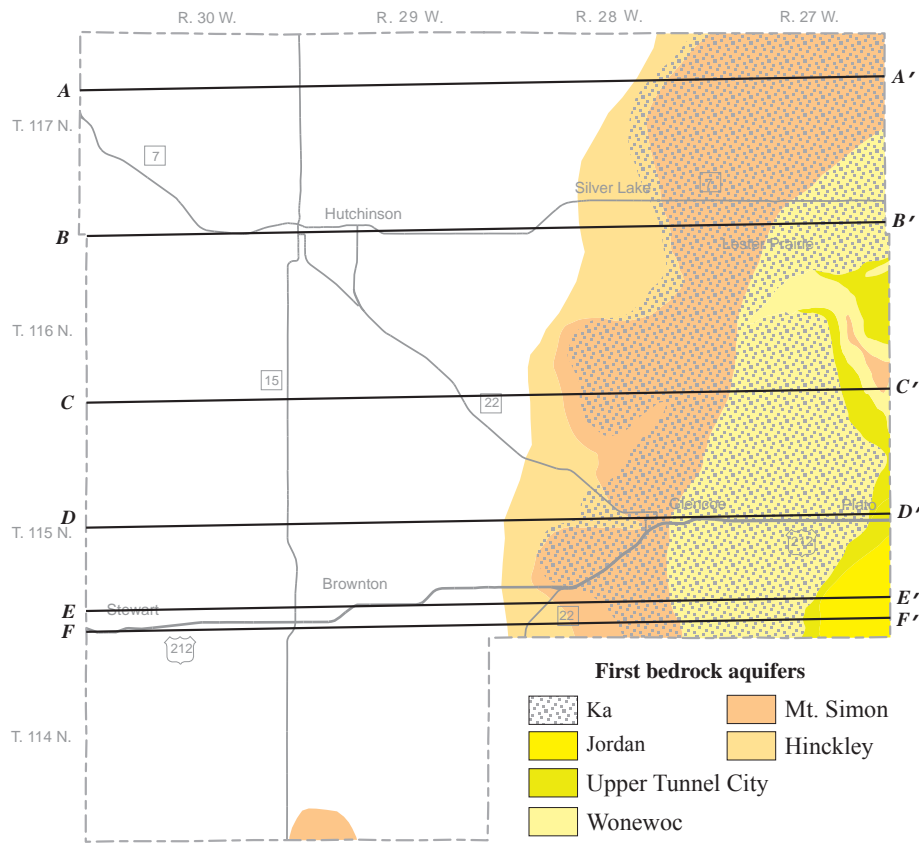 R. 30 W. R. 29 W. R. 28 W. R. 27 W.
A A'
T. 117 N.
7
Silver Lake 7
Hutchinson
B B'
Lester Prairie
T. 116 N.
15
C C'
22
Glencoe Plato
D D'
T. 115 N. 212
Brownton
E Stewart E'
22
F F'
212
First bedrock aquifers
Ka Mt. Simon
Jordan Hinckley
T. 114 N.
Upper Tunnel City
Wonewoc